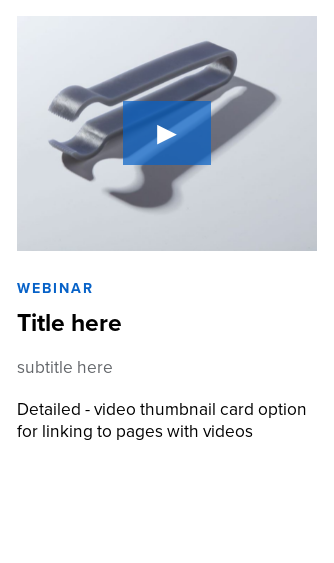 WEBINAR
Title here
subtitle here
Detailed - video thumbnail card option
for linking to pages with videos